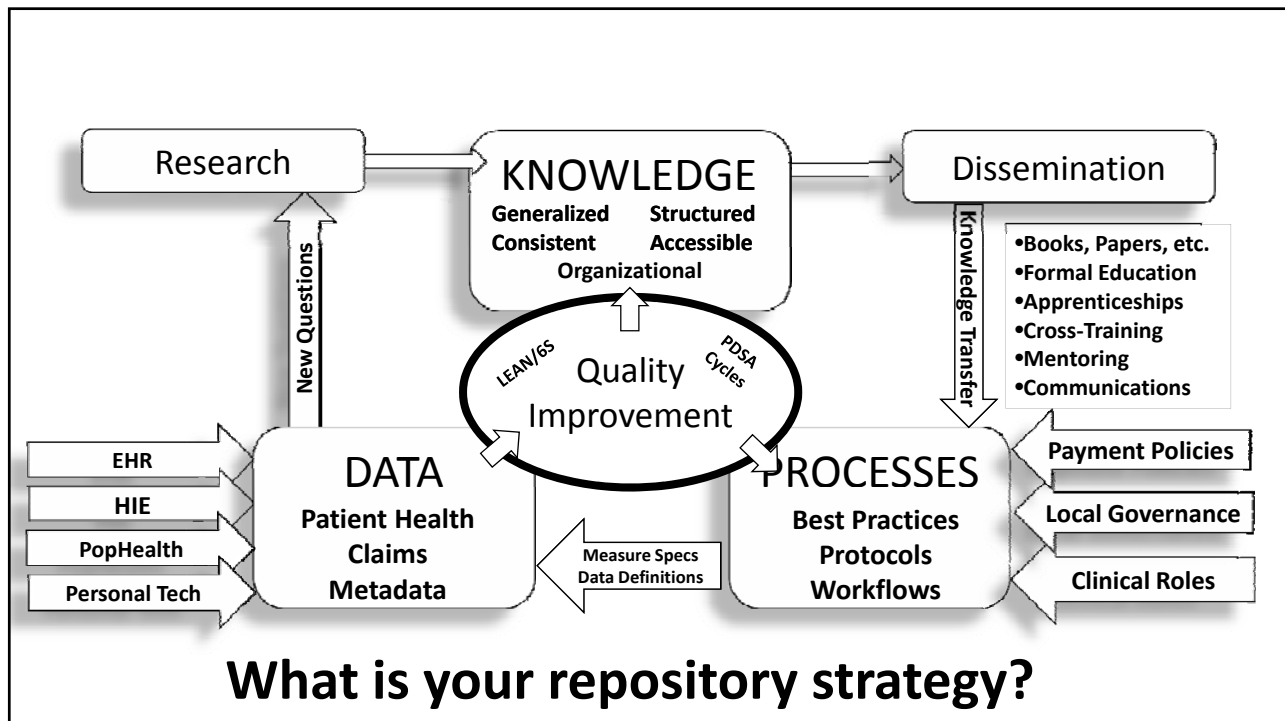 Research
KNOWLEDGE
Generalized Structured
Consistent Accessible
Organizational
Dissemination
New Questions
Knowledge Transfer
•Books, Papers, etc.
•Formal Education
•Apprenticeships
•Cross-Training
•Mentoring
•Communications
LEAN/6S
PDSA
Cycles
Quality
Improvement
EHR
HIE
PopHealth
Personal Tech
DATA
Patient Health
Claims
Metadata
Measure Specs
Data Definitions
PROCESSES
Best Practices
Protocols
Workflows
Payment Policies
Local Governance
Clinical Roles
What is your repository strategy?